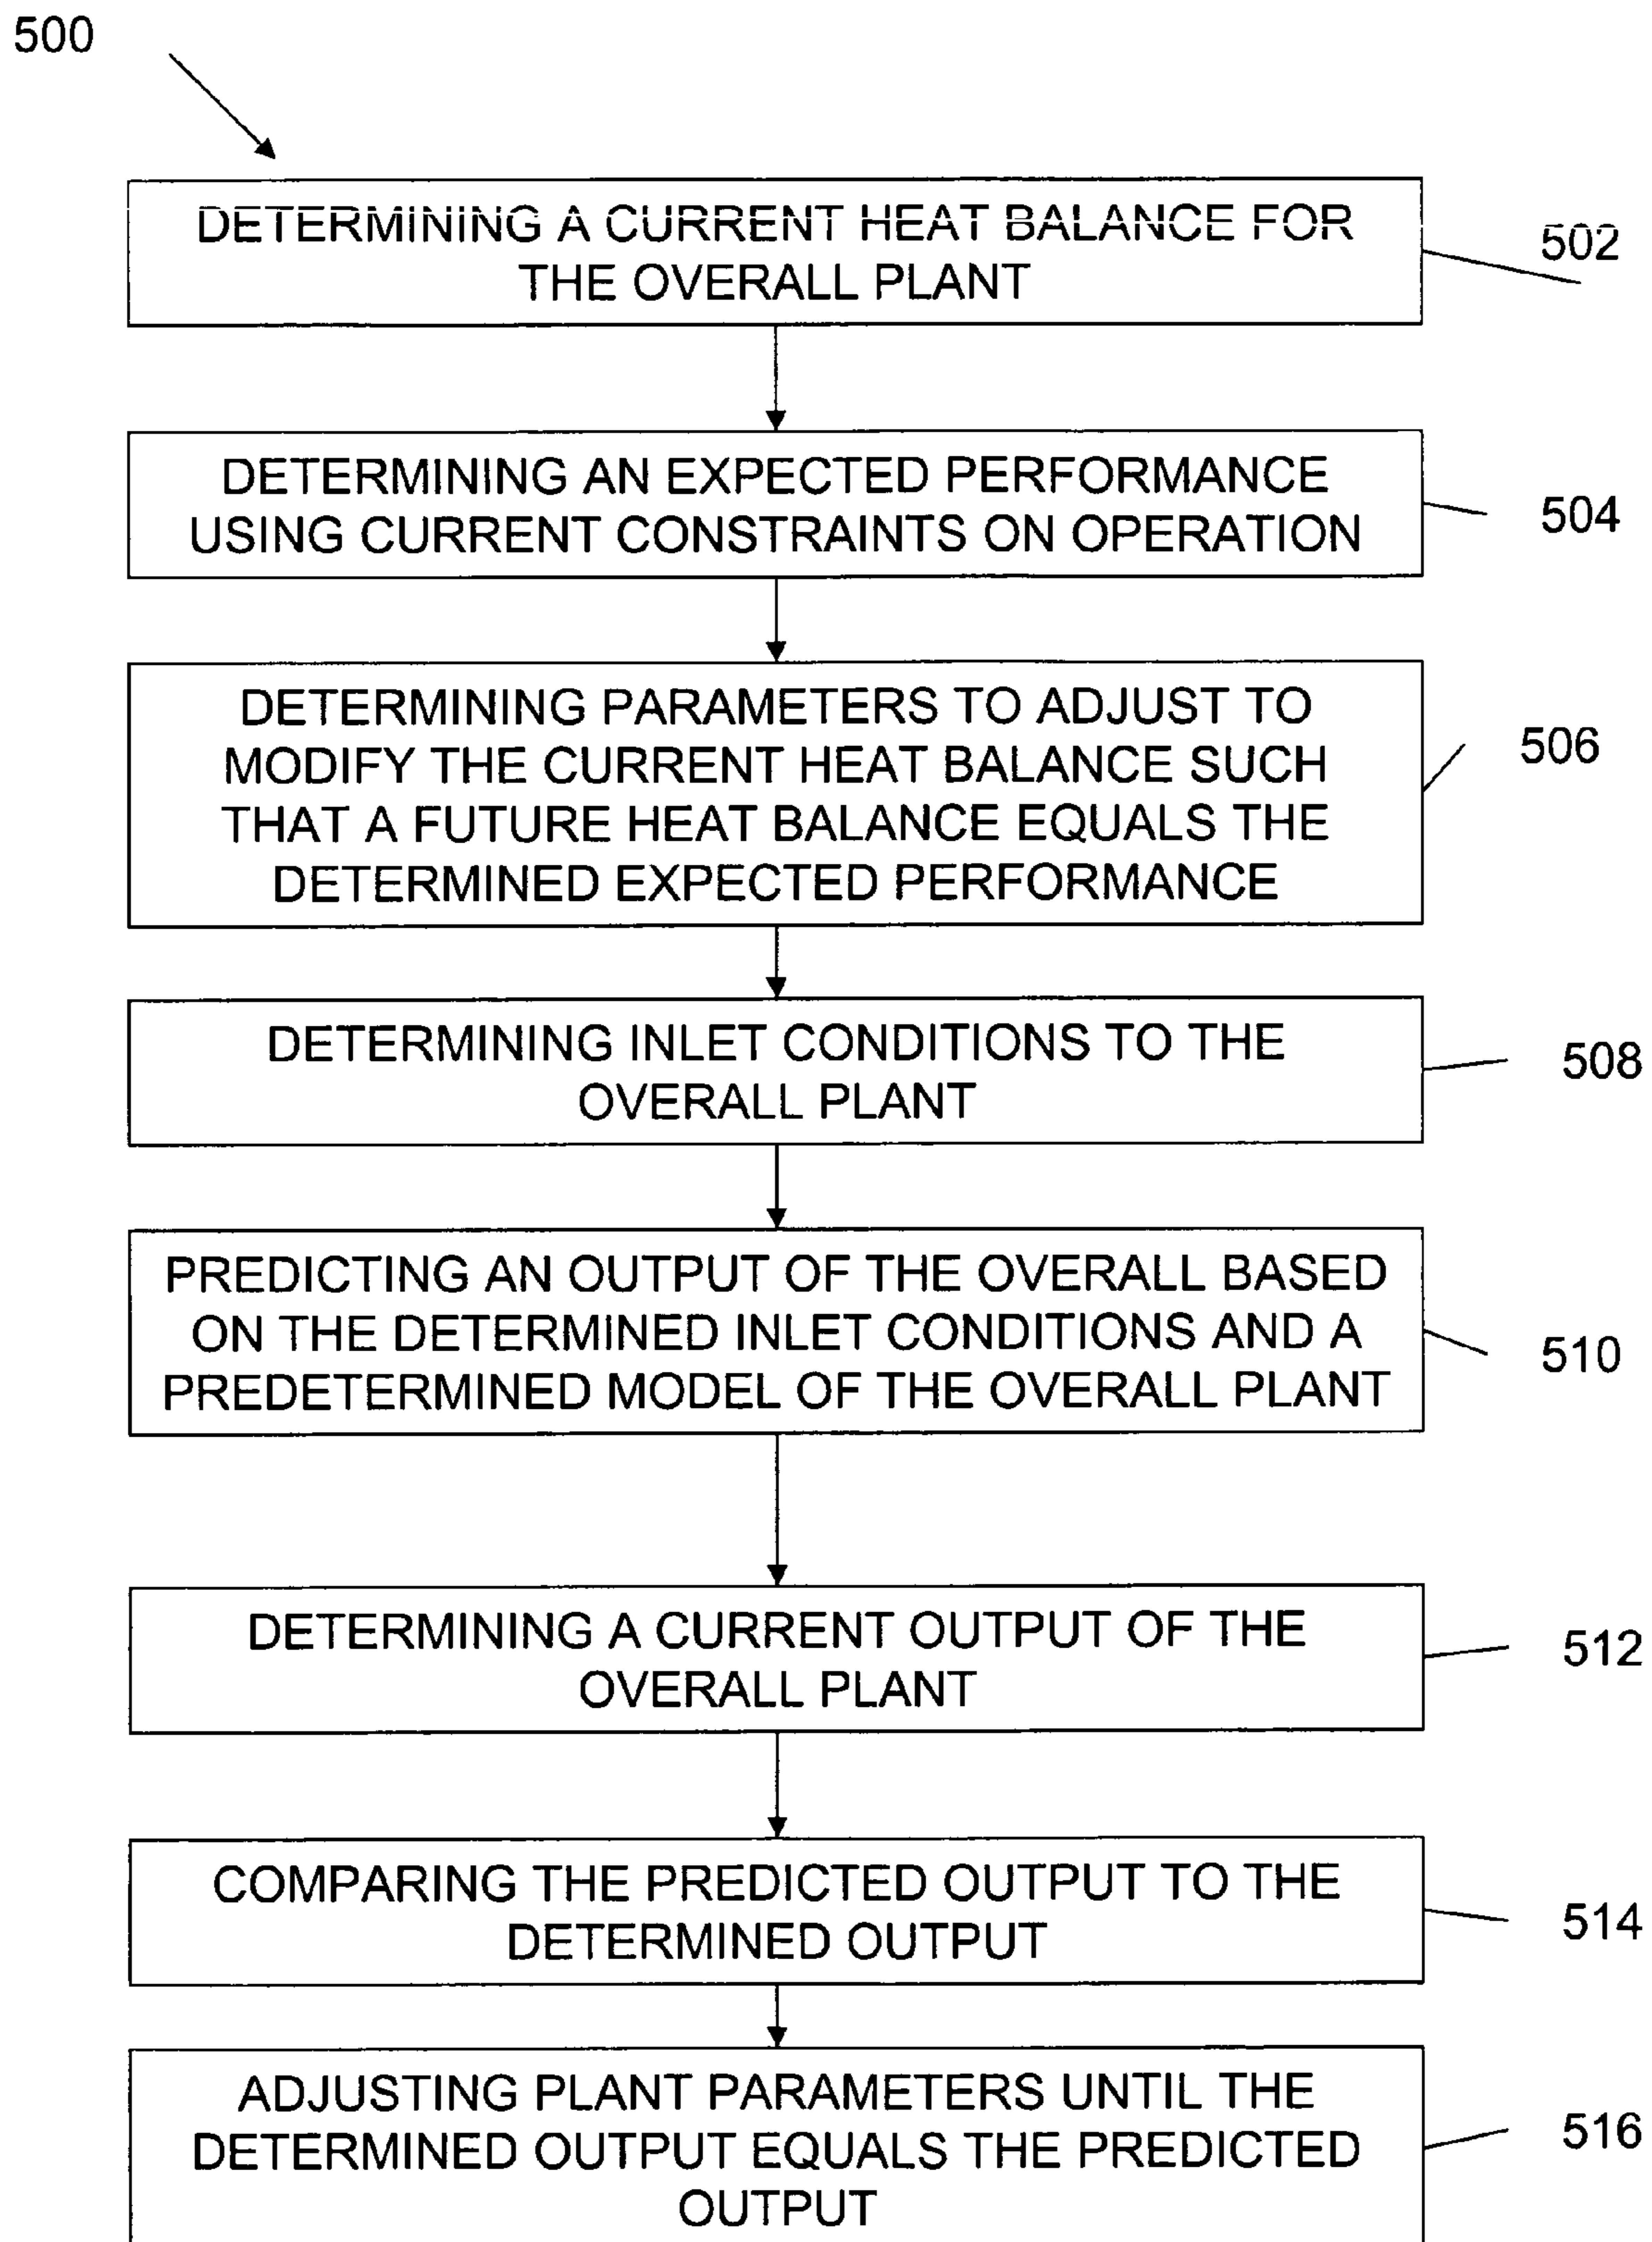 500
DETERMINING A CURRENT HEAT BALANCE FOR
THE OVERALL PLANT
502
DETERMINING AN EXPECTED PERFORMANCE
USING CURRENT CONSTRAINTS ON OPERATION
504
DETERMINING PARAMETERS TO ADJUST TO
MODIFY THE CURRENT HEAT BALANCE SUCH
THAT A FUTURE HEAT BALANCE EQUALS THE
DETERMINED EXPECTED PERFORMANCE
506
DETERMINING INLET CONDITIONS TO THE
OVERALL PLANT
508
PREDICTING AN OUTPUT OF THE OVERALL BASED
ON THE DETERMINED INLET CONDITIONS AND A
PREDETERMINED MODEL OF THE OVERALL PLANT
510
DETERMINING A CURRENT OUTPUT OF THE
OVERALL PLANT
512
COMPARING THE PREDICTED OUTPUT TO THE
DETERMINED OUTPUT
514
ADJUSTING PLANT PARAMETERS UNTIL THE
DETERMINED OUTPUT EQUALS THE PREDICTED
OUTPUT
516